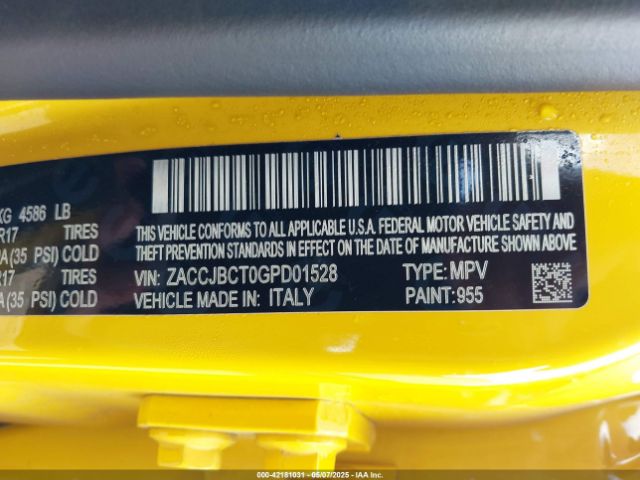 KG 4586 LB
R17 TIRES
PA (35 PSI) COLD
R17 TIRES
A (35 PSI) COLD
THIS VEHICLE CONFORMS TO ALL APPLICABLE U.S.A. FEDERAL MOTOR VEHICLE SAFETY AND
THEFT PREVENTION STANDARDS IN EFFECT ON THE DATE OF MANUFACTURE SHOWN ABOVE
VIN: ZACCJBCT0GPD01528 TYPE: MPV
VEHICLE MADE IN: ITALY PAINT: 955
000-42181031 - 05/07/2025 - IAA Inc.